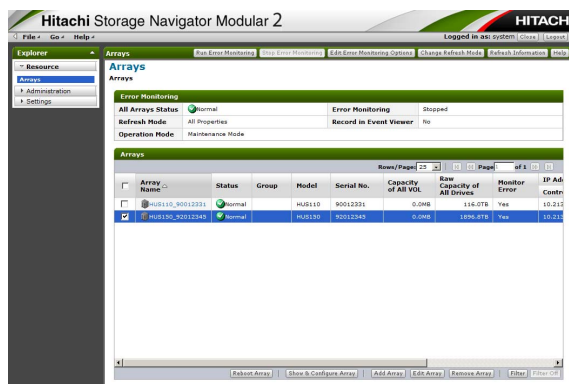 Hitachi Storage Navigator Modular 2 HITACH
File Go Help Logged in as: system Close Logout
Explorer Arrays Run Error Monitoring Stop Error Monitoring Edit Error Monitoring Options Change Refresh Mode Refresh Information Help
Resource
Arrays
Administration
Settings
Arrays
Arrays
Error Monitoring
All Arrays Status Normal Error Monitoring Stopped
Refresh Mode All Properties Record in Event Viewer No
Operation Mode Maintenance Mode
Arrays
Rows/Page: 25 Page 1 of 1
Array Name Status Group Model Serial No. Capacity of All VOL Raw Capacity of All Drives Monitor Error IP Ad Contr
HUS110_90012331 Normal HUS110 90012331 0.0MB 116.0TB Yes 10.213
HUS150_92012345 Normal HUS150 92012345 0.0MB 1896.8TB Yes 10.213
Reboot Array Show & Configure Array Add Array Edit Array Remove Array Filter Filter Off